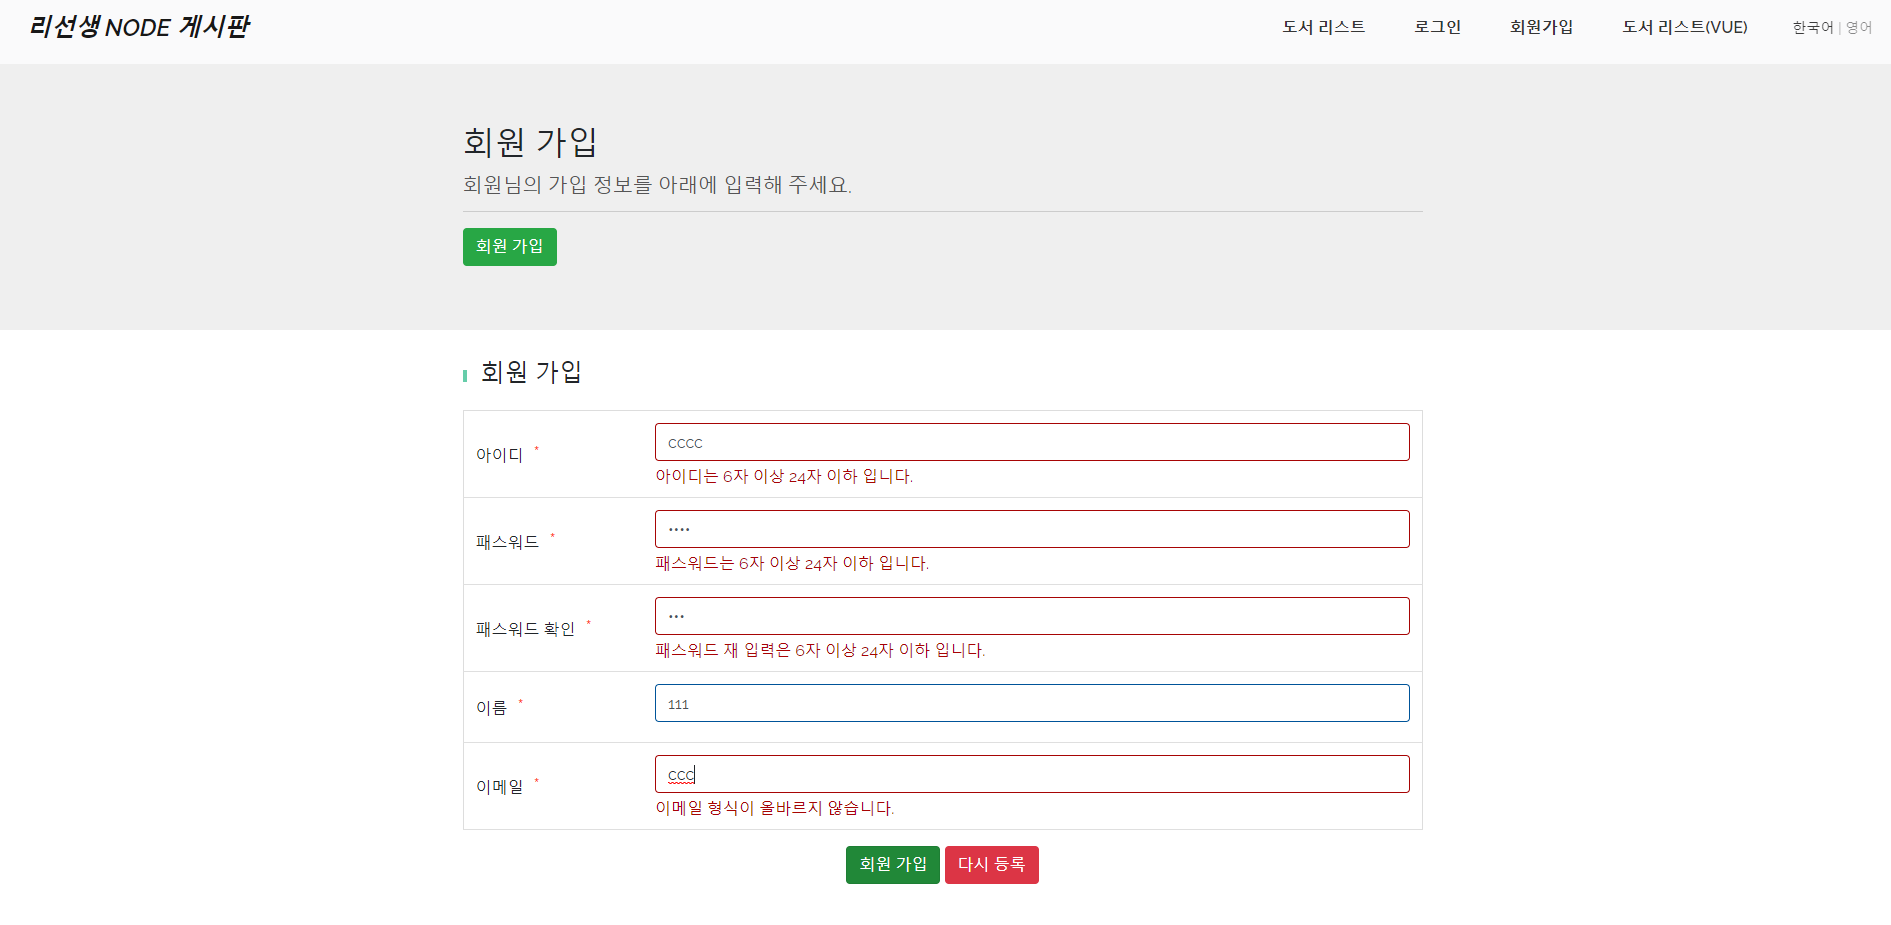 리선생 NODE 게시판
도서 리스트 로그인 회원가입 도서 리스트(VUE) 한국어 | 영어
회원 가입
회원님의 가입 정보를 아래에 입력해 주세요.
회원 가입
회원 가입
아이디 *
cccc
아이디는 6자 이상 24자 이하 입니다.
패스워드 *
••••
패스워드는 6자 이상 24자 이하 입니다.
패스워드 확인 *
•••
패스워드 재 입력은 6자 이상 24자 이하 입니다.
이름 *
111
이메일 *
ccc
이메일 형식이 올바르지 않습니다.
회원 가입 다시 등록